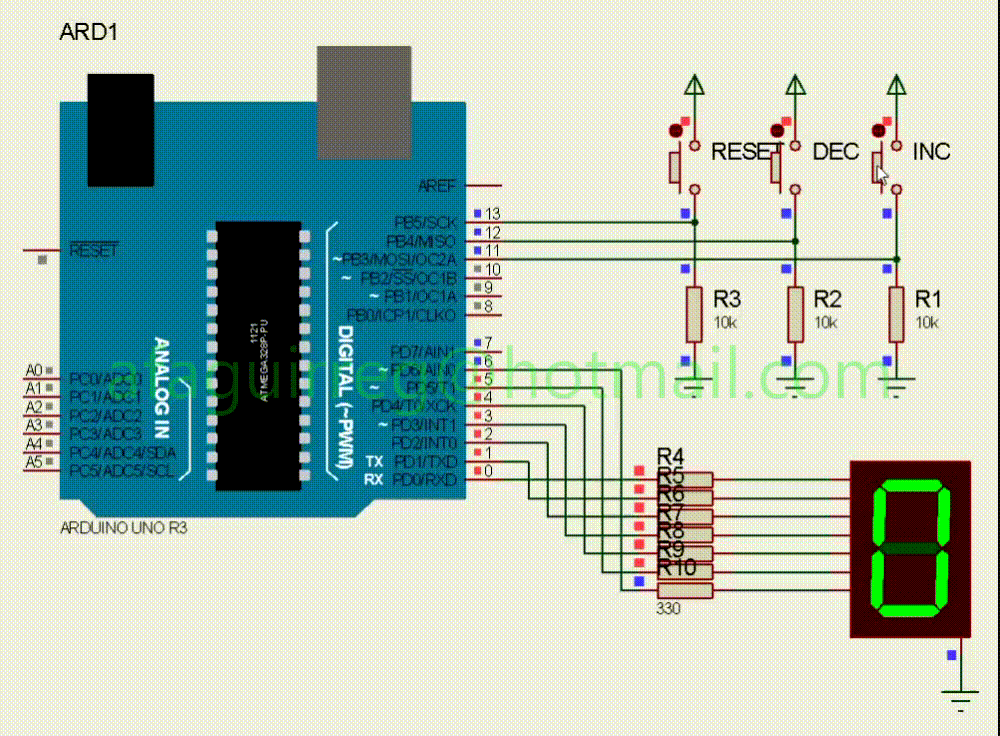 ARD1
RESET
DEC
INC
AREF
13
PB5/SCK
12
PB4/MISO
RESET
11
~PB3/MOSI/OC2A
10
~ PB2/SS/OC1B
9
~ PB1/OC1A
8
PB0/ICP1/CLKO
R3
10k
R2
10k
R1
10k
1121
ATMEGA328P-PU
DIGITAL (~PWM)
ANALOG IN
7
PD7/AIN1
6
~ PD6/AIN0
5
~ PD5/T1
4
PD4/T0/XCK
3
~ PD3/INT1
2
PD2/INT0
1
TX PD1/TXD
0
RX PD0/RXD
A0 PC0/ADC0
A1 PC1/ADC1
A2 PC2/ADC2
A3 PC3/ADC3
A4 PC4/ADC4/SDA
A5 PC5/ADC5/SCL
R4
R5
R6
R7
R8
R9
R10
330
0
ARDUINO UNO R3